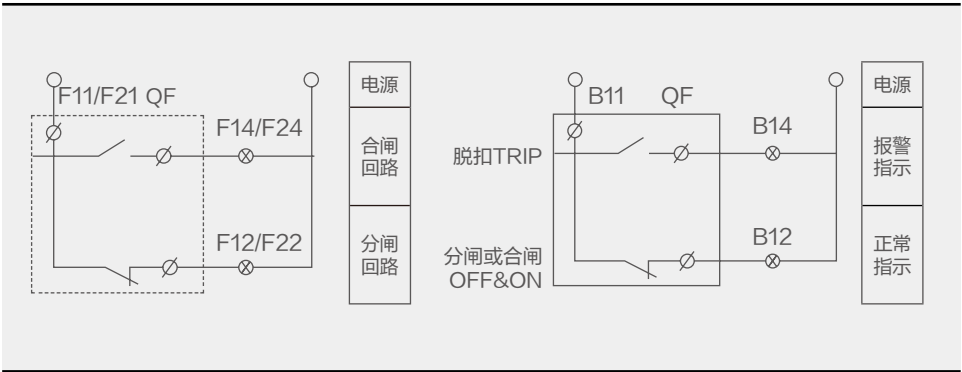 F11/F21 QF
F14/F24
F12/F22
电源
合闸
回路
分闸
回路
B11 QF
B14
脱扣TRIP
B12
分闸或合闸
OFF&ON
电源
报警
指示
正常
指示